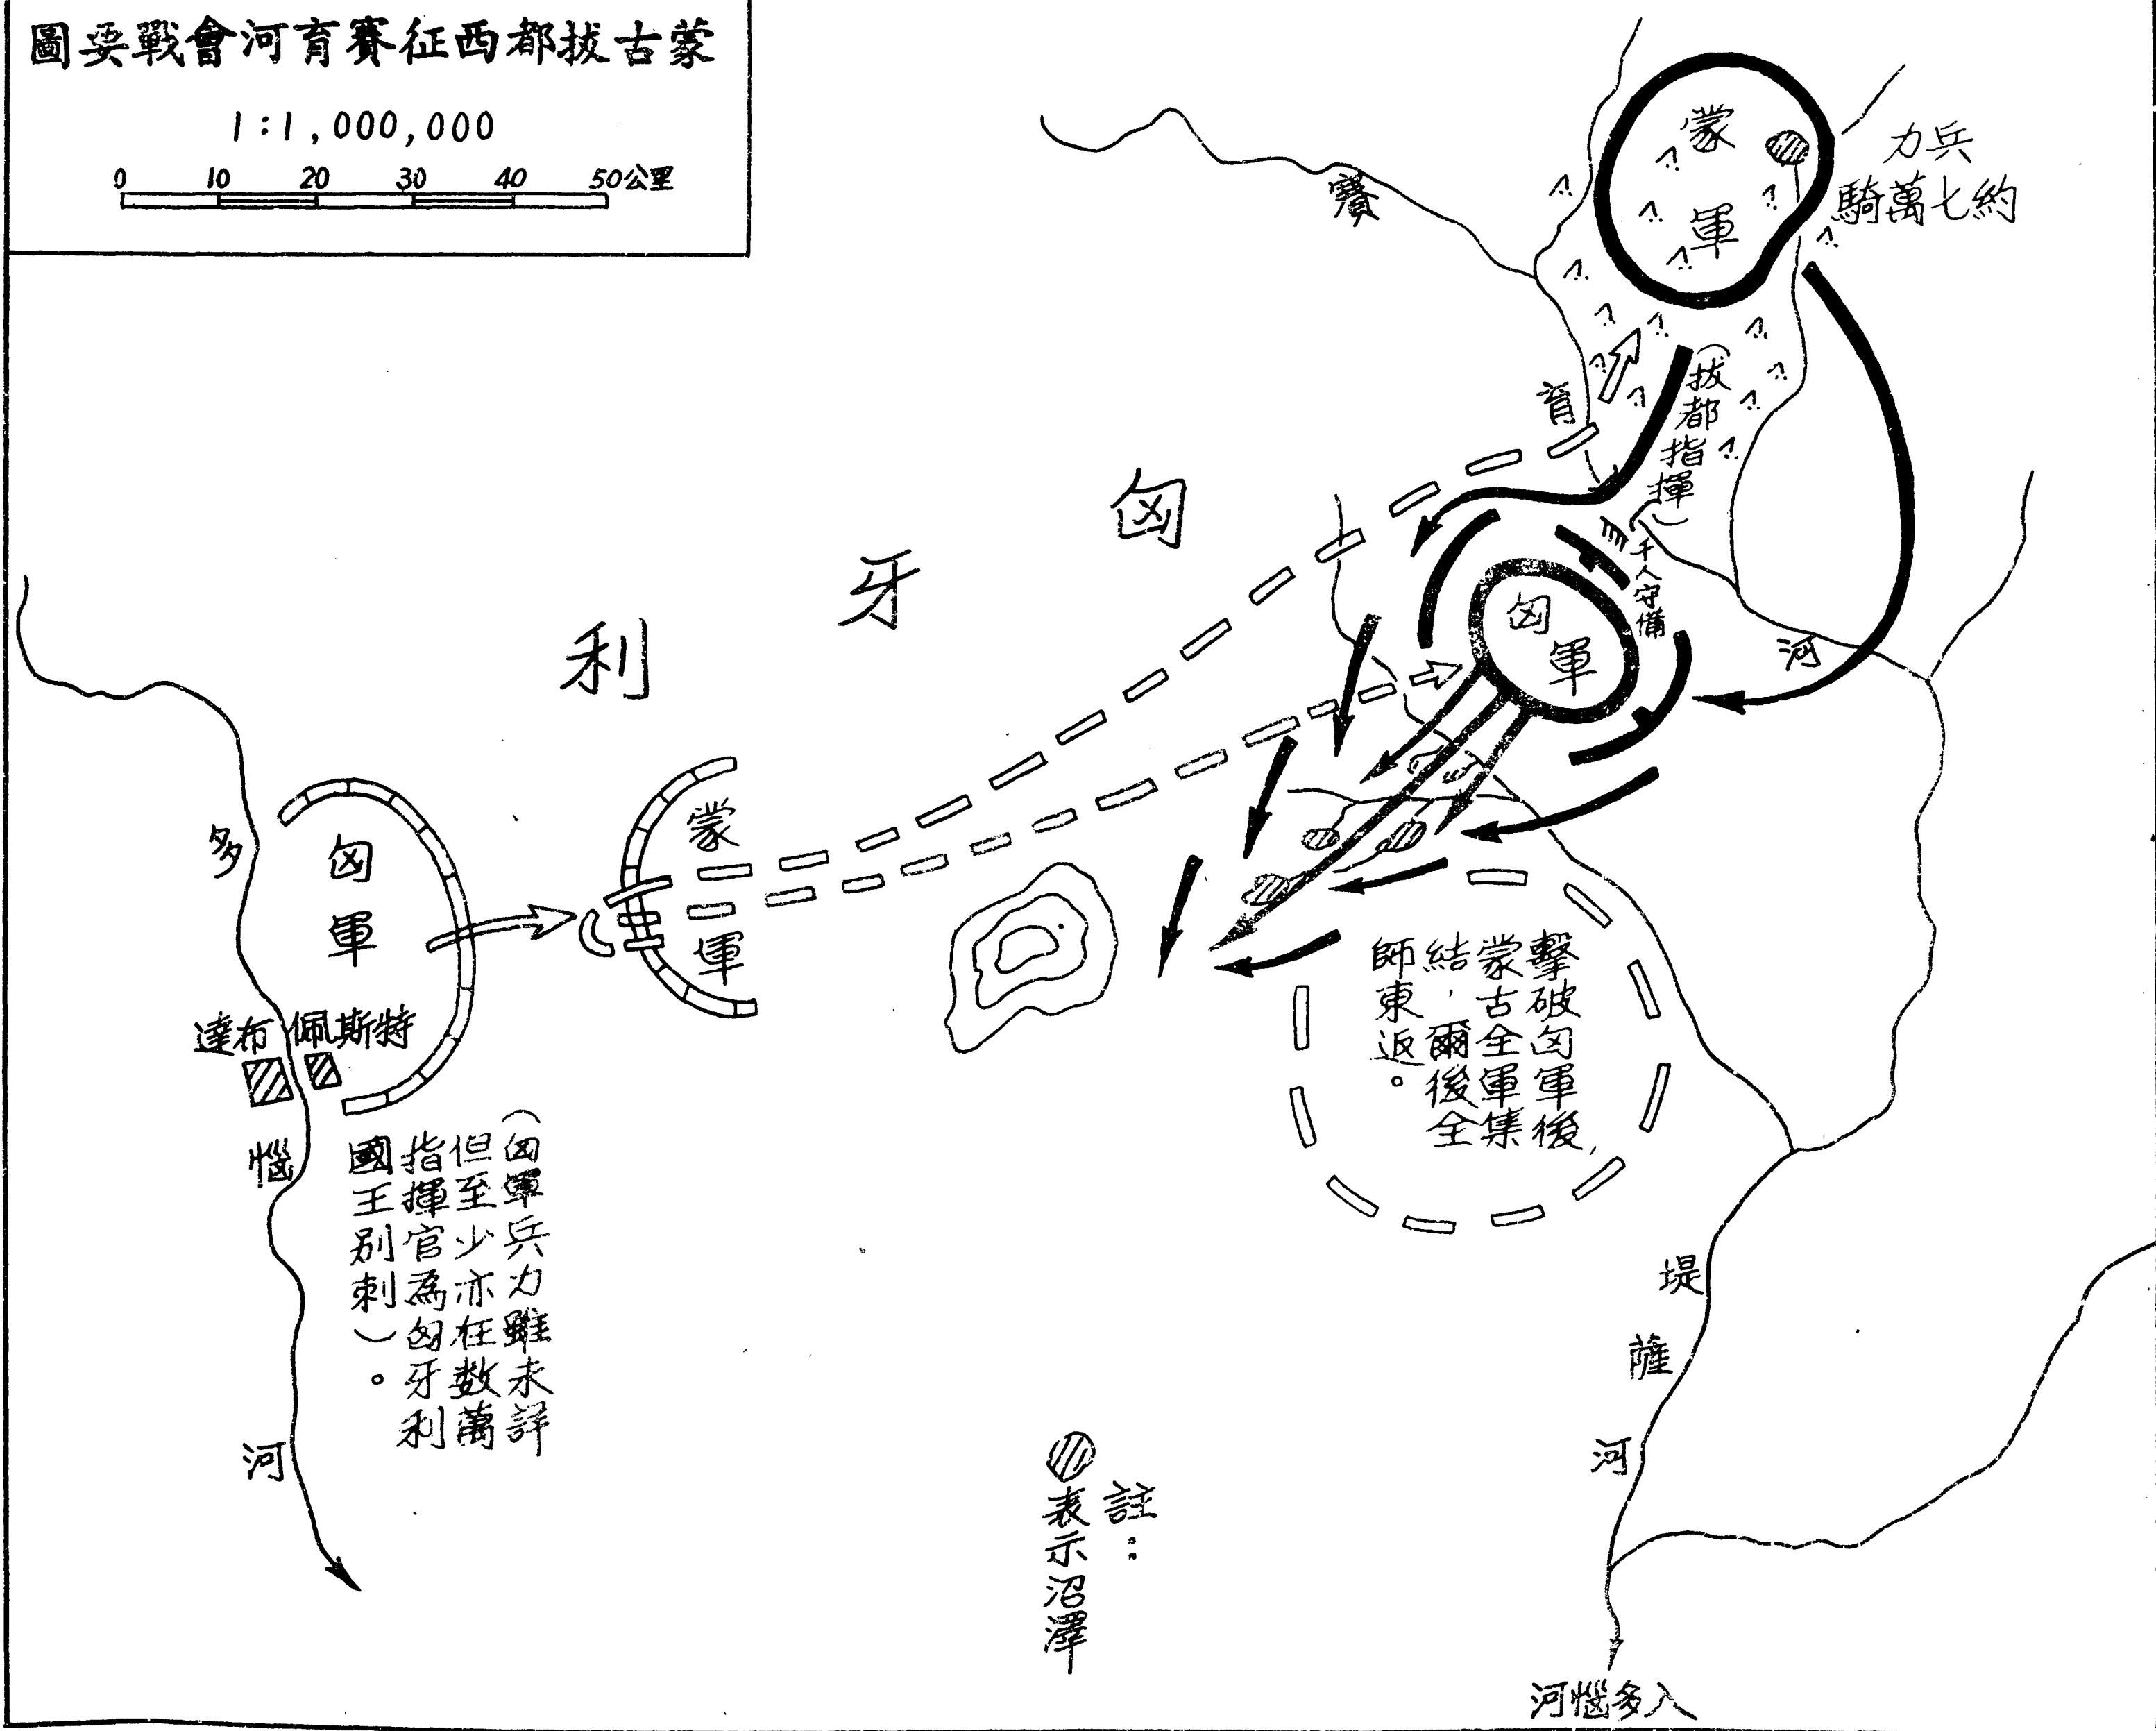 蒙古拔都西征賽育河會戰要圖
1:1,000,000
0 10 20 30 40 50公里
蒙軍
兵力
約七萬騎
賽育河
(拔都指揮)
千人守備
匈牙利
匈軍
蒙軍
匈軍
多惱河
布達
佩斯特
(匈軍兵力雖未詳
但至少亦在数萬
指揮官為匈牙利
國王别剌)。
擊破匈軍後,
蒙古全軍集
結,爾後全
師東返。
堤薩河
入多惱河
註:
表示沼澤